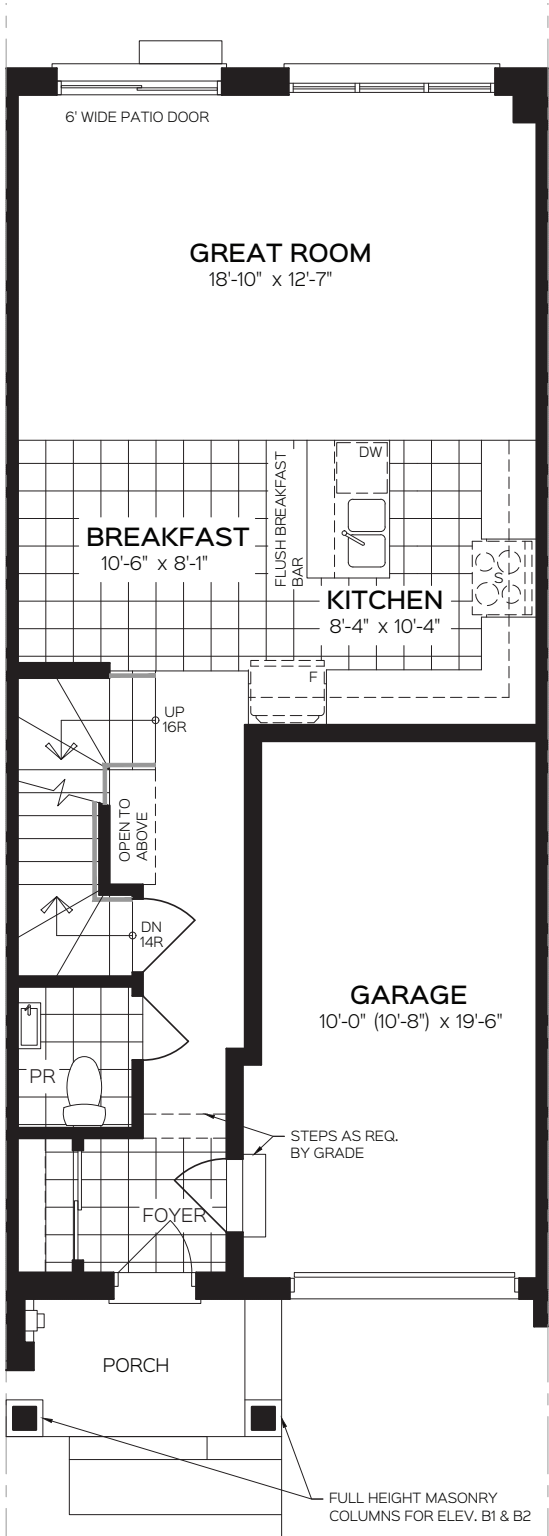 6' WIDE PATIO DOOR
GREAT ROOM
18'-10" x 12'-7"
DW
FLUSH BREAKFAST
BAR
BREAKFAST
10'-6" x 8'-1"
S
KITCHEN
8'-4" x 10'-4"
F
UP
16R
OPEN TO
ABOVE
DN
14R
GARAGE
10'-0" (10'-8") x 19'-6"
PR
STEPS AS REQ.
BY GRADE
FOYER
PORCH
FULL HEIGHT MASONRY
COLUMNS FOR ELEV. B1 & B2